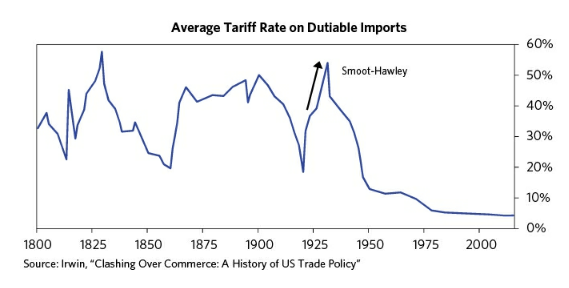 Average Tariff Rate on Dutiable Imports
60%
Smoot-Hawley
50%
40%
30%
20%
10%
0%
1800 1825 1850 1875 1900 1925 1950 1975 2000
Source: Irwin, "Clashing Over Commerce: A History of US Trade Policy"